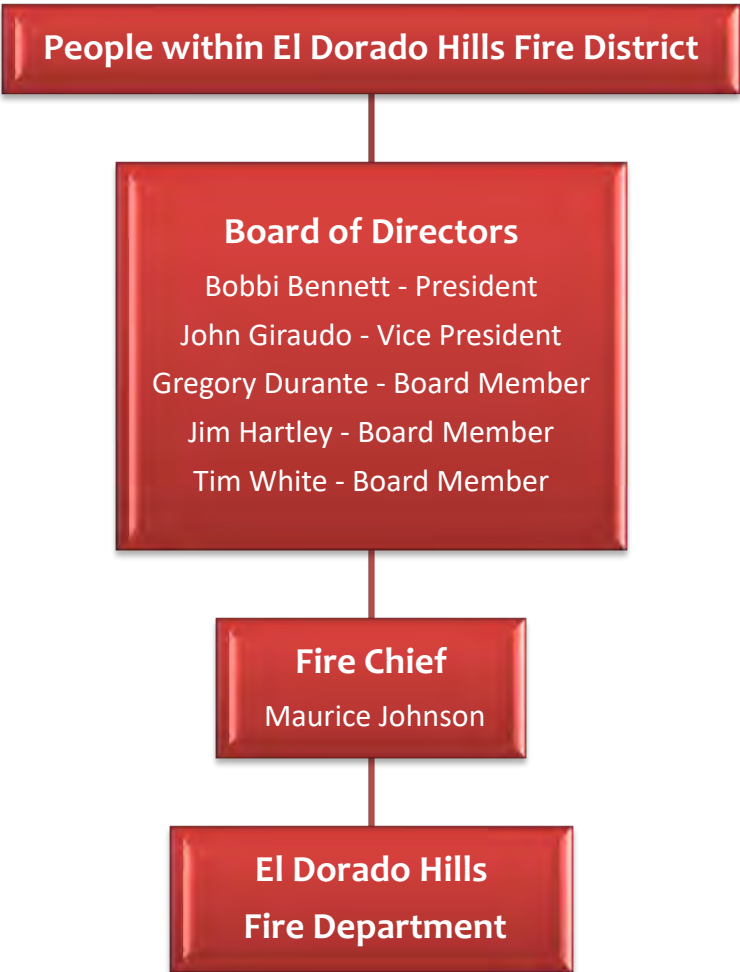 People within El Dorado Hills Fire District
Board of Directors
Bobbi Bennett - President
John Giraudo - Vice President
Gregory Durante - Board Member
Jim Hartley - Board Member
Tim White - Board Member
Fire Chief
Maurice Johnson
El Dorado Hills
Fire Department